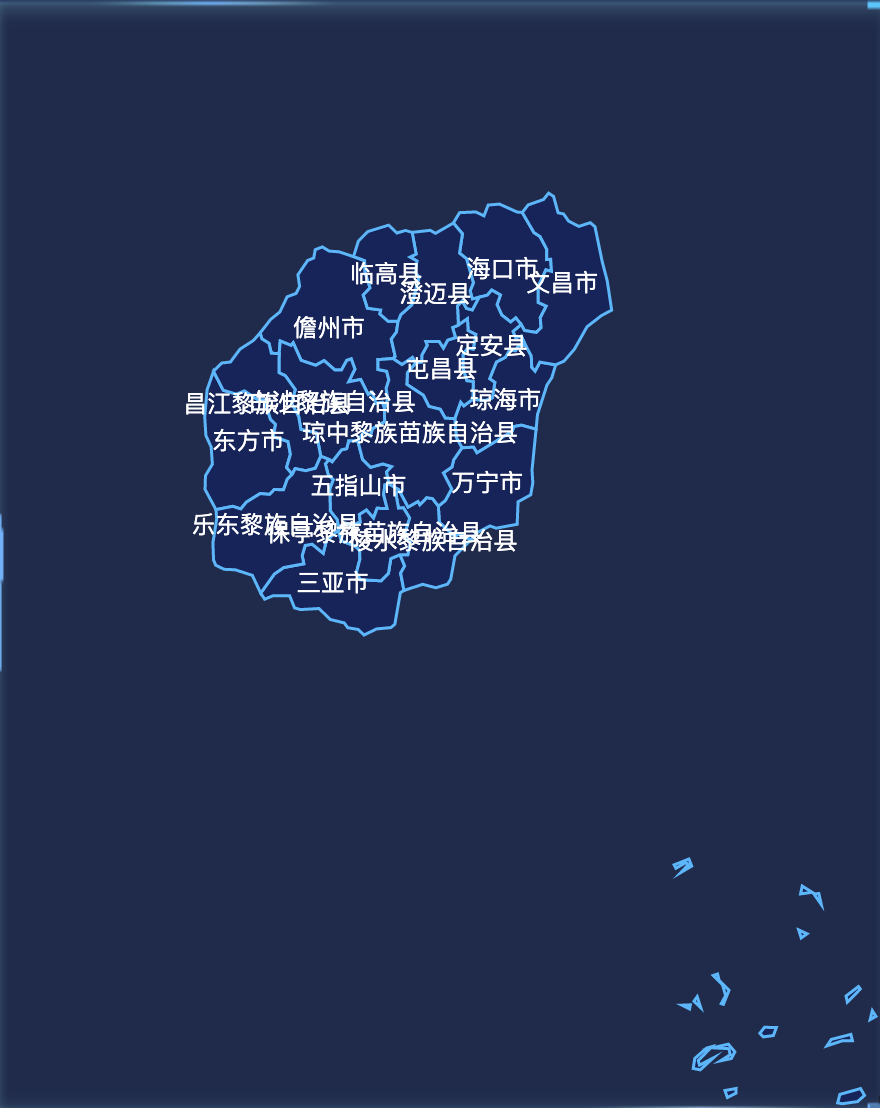 海口市
临高县
文昌市
澄迈县
儋州市
定安县
屯昌县
琼海市
昌江黎族自治县
白沙黎族自治县
琼中黎族苗族自治县
东方市
万宁市
五指山市
乐东黎族自治县
保亭黎族苗族自治县
陵水黎族自治县
三亚市